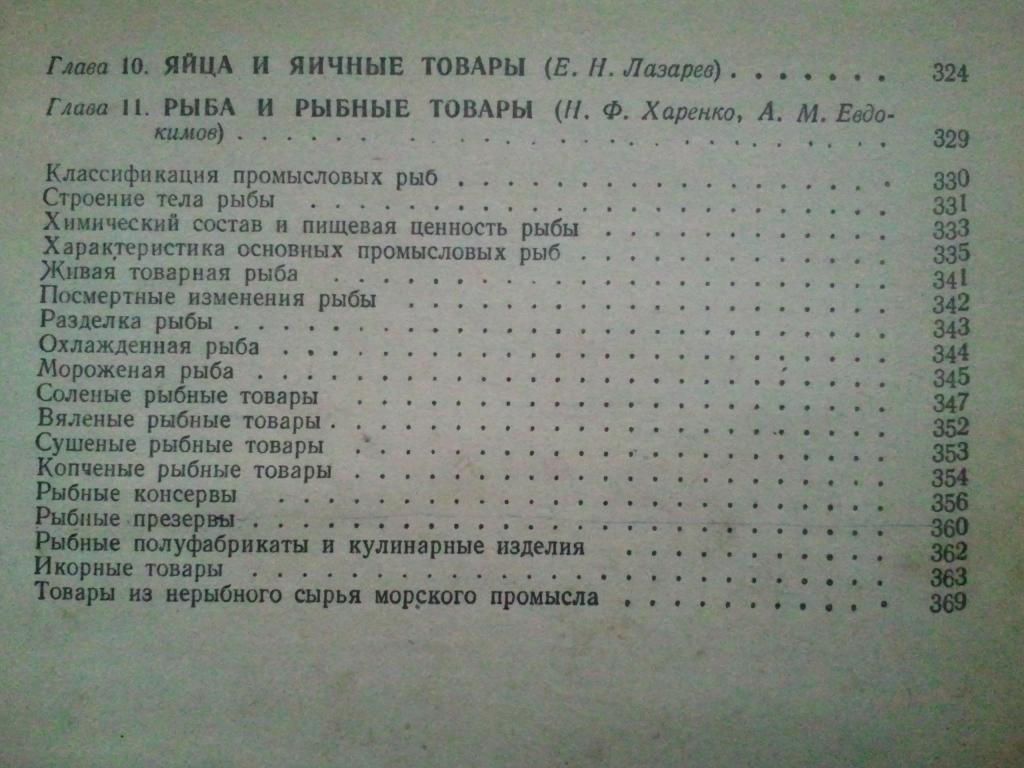 Глава 10. ЯЙЦА И ЯИЧНЫЕ ТОВАРЫ (Е. Н. Лазарев) . . . . . . . 324
Глава 11. РЫБА И РЫБНЫЕ ТОВАРЫ (Н. Ф. Харенко, А. М. Евдо-
кимов) . . . . . . . . . . . . . . . . . . . . 329
Классификация промысловых рыб . . . . . . . . . . . . . . 330
Строение тела рыбы . . . . . . . . . . . . . . . . . . . 331
Химический состав и пищевая ценность рыбы . . . . . . . . . 333
Характеристика основных промысловых рыб . . . . . . . . . . 335
Живая товарная рыба . . . . . . . . . . . . . . . . . . 341
Посмертные изменения рыбы . . . . . . . . . . . . . . . 342
Разделка рыбы . . . . . . . . . . . . . . . . . . . . . 343
Охлажденная рыба . . . . . . . . . . . . . . . . . . . . 344
Мороженая рыба . . . . . . . . . . . . . . . . . . . . . 345
Соленые рыбные товары . . . . . . . . . . . . . . . . . 347
Вяленые рыбные товары . . . . . . . . . . . . . . . . . . 352
Сушеные рыбные товары . . . . . . . . . . . . . . . . . 353
Копченые рыбные товары . . . . . . . . . . . . . . . . . 354
Рыбные консервы . . . . . . . . . . . . . . . . . . . . 356
Рыбные презервы . . . . . . . . . . . . . . . . . . . . . 360
Рыбные полуфабрикаты и кулинарные изделия . . . . . . . . 362
Икорные товары . . . . . . . . . . . . . . . . . . . . . 363
Товары из нерыбного сырья морского промысла . . . . . . . . 369